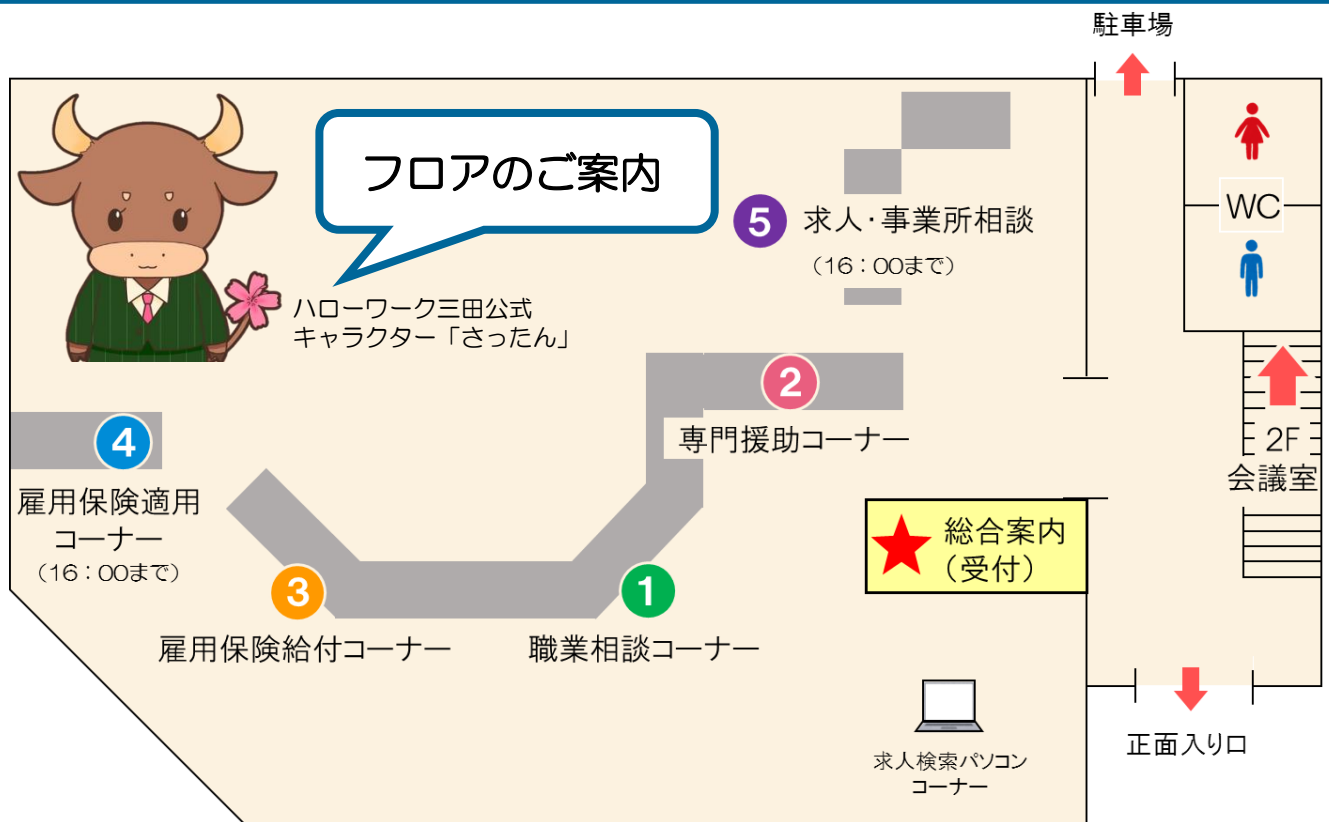 駐車場
フロアのご案内
ハローワーク三田公式
キャラクター「さったん」
5
求人・事業所相談
（16：00まで）
WC
2
専門援助コーナー
2F
会議室
4
雇用保険適用
コーナー
（16：00まで）
総合案内
（受付）
3
雇用保険給付コーナー
1
職業相談コーナー
求人検索パソコン
コーナー
正面入り口